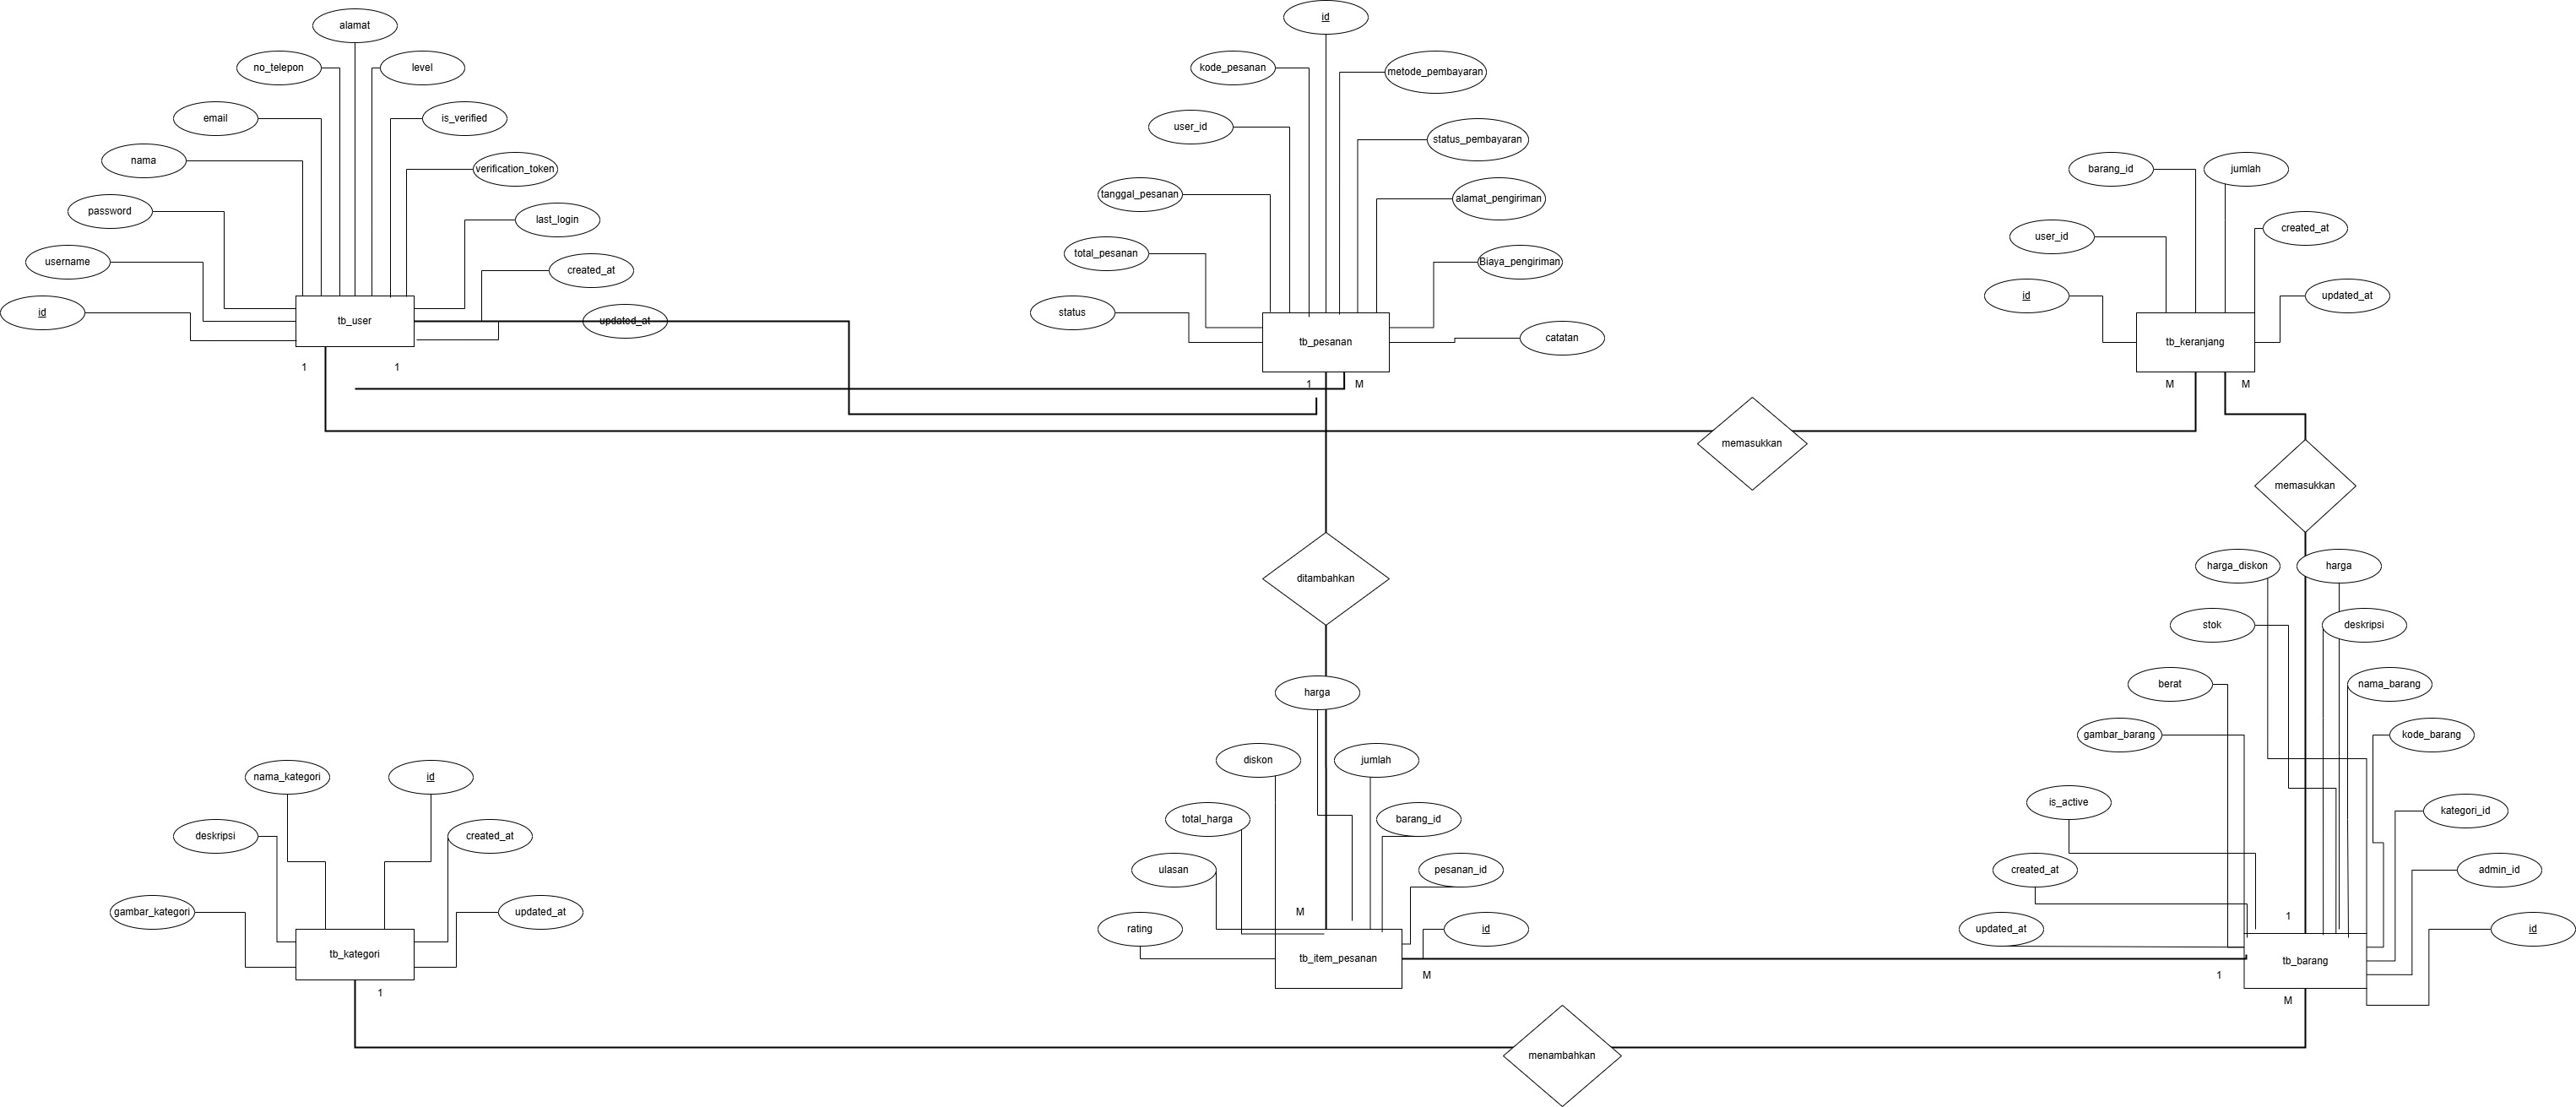 alamat
no_telepon
level
email
is_verified
nama
verification_token
password
last_login
username
created_at
id
updated_at
tb_user
1
1
id
kode_pesanan
metode_pembayaran
user_id
status_pembayaran
tanggal_pesanan
alamat_pengiriman
total_pesanan
Biaya_pengiriman
status
catatan
tb_pesanan
1
M
barang_id
jumlah
user_id
created_at
id
updated_at
tb_keranjang
M
M
memasukkan
memasukkan
ditambahkan
harga_diskon
harga
stok
deskripsi
berat
nama_barang
gambar_barang
kode_barang
is_active
kategori_id
created_at
admin_id
updated_at
id
1
tb_barang
1
M
harga
diskon
jumlah
total_harga
barang_id
ulasan
pesanan_id
M
rating
id
tb_item_pesanan
M
nama_kategori
id
deskripsi
created_at
gambar_kategori
updated_at
tb_kategori
1
menambahkan